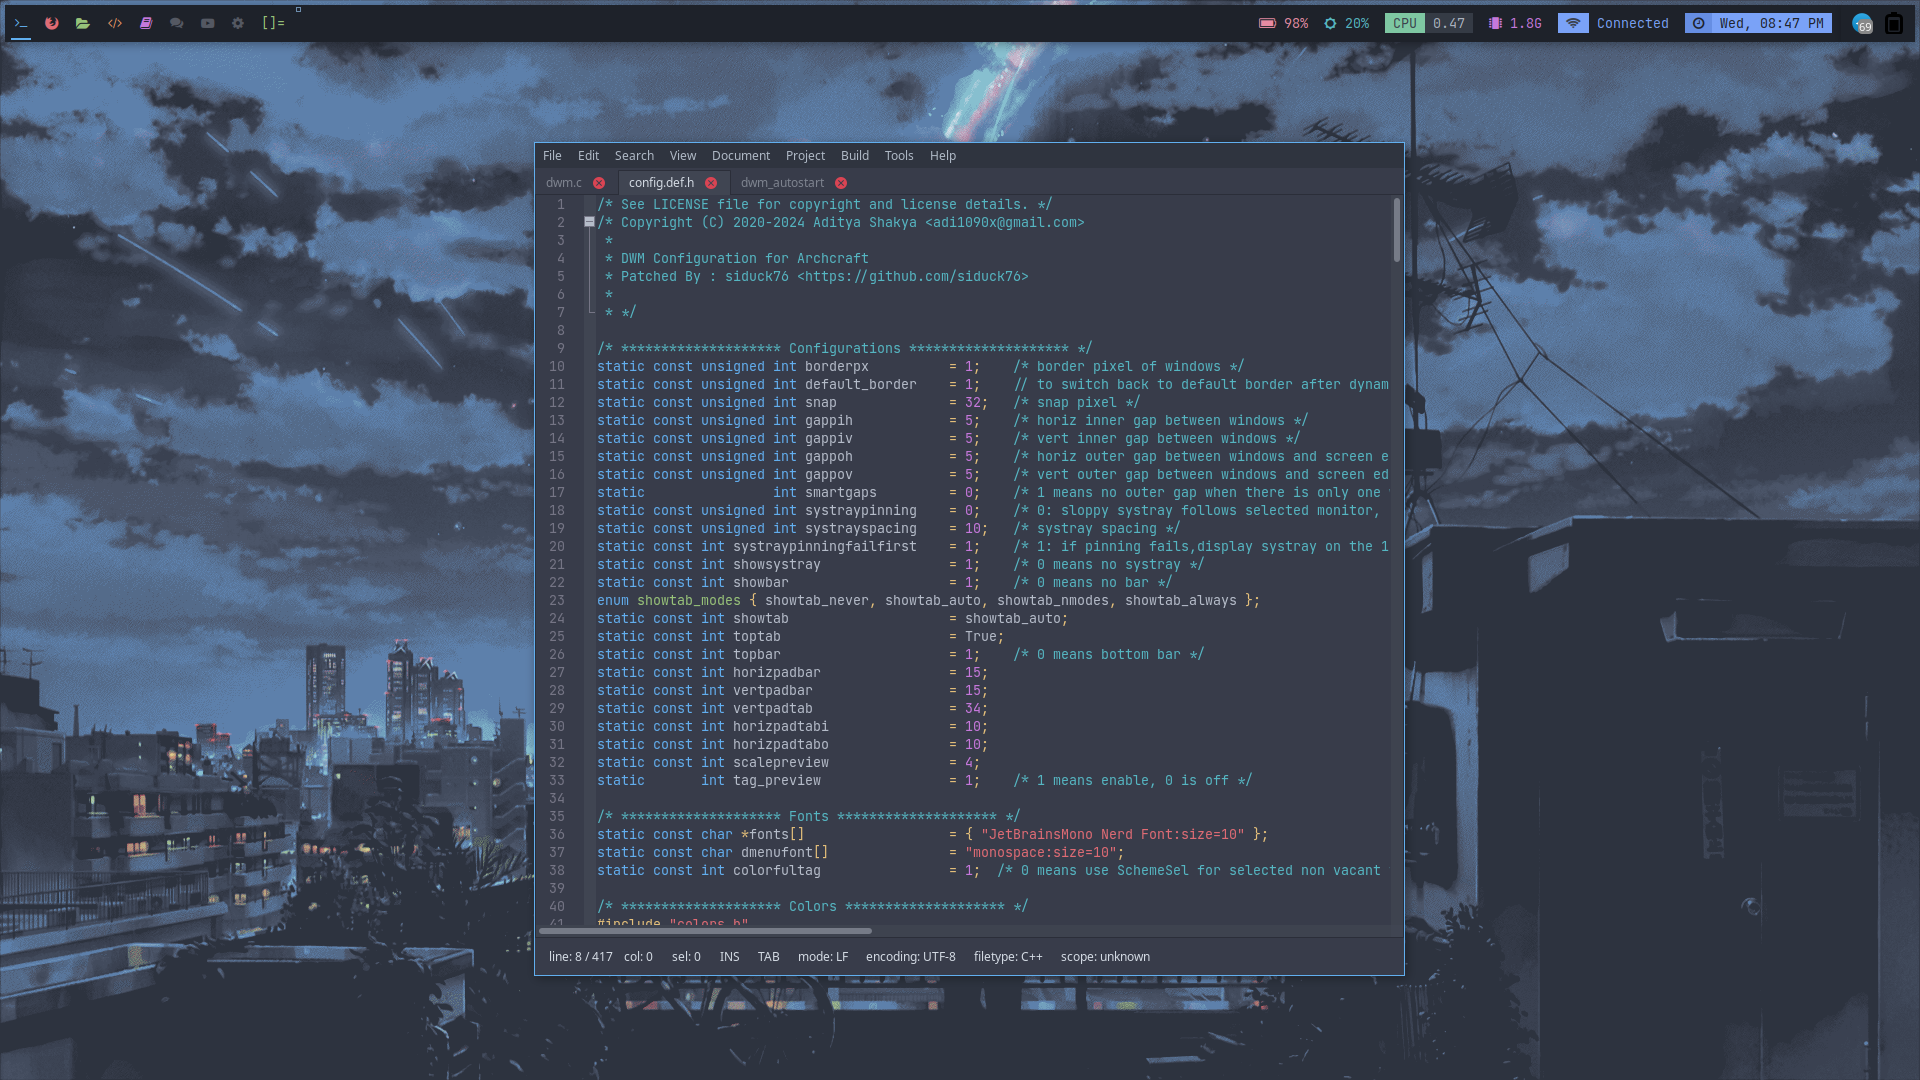 []=
98%
20%
CPU 0.47
1.8G
Connected
Wed, 08:47 PM
69
File Edit Search View Document Project Build Tools Help
dwm.c config.def.h dwm_autostart
1 /* See LICENSE file for copyright and license details. */
2 /* Copyright (C) 2020-2024 Aditya Shakya <adi1090x@gmail.com>
3  *
4  * DWM Configuration for Archcraft
5  * Patched By : siduck76 <https://github.com/siduck76>
6  *
7  * */
8
9 /* ******************** Configurations ******************** */
10 static const unsigned int borderpx = 1; /* border pixel of windows */
11 static const unsigned int default_border = 1; // to switch back to default border after dynam
12 static const unsigned int snap = 32; /* snap pixel */
13 static const unsigned int gappih = 5; /* horiz inner gap between windows */
14 static const unsigned int gappiv = 5; /* vert inner gap between windows */
15 static const unsigned int gappoh = 5; /* horiz outer gap between windows and screen e
16 static const unsigned int gappov = 5; /* vert outer gap between windows and screen ed
17 static int smartgaps = 0; /* 1 means no outer gap when there is only one
18 static const unsigned int systraypinning = 0; /* 0: sloppy systray follows selected monitor,
19 static const unsigned int systrayspacing = 10; /* systray spacing */
20 static const int systraypinningfailfirst = 1; /* 1: if pinning fails,display systray on the 1
21 static const int showsystray = 1; /* 0 means no systray */
22 static const int showbar = 1; /* 0 means no bar */
23 enum showtab_modes { showtab_never, showtab_auto, showtab_nmodes, showtab_always };
24 static const int showtab = showtab_auto;
25 static const int toptab = True;
26 static const int topbar = 1; /* 0 means bottom bar */
27 static const int horizpadbar = 15;
28 static const int vertpadbar = 15;
29 static const int vertpadtab = 34;
30 static const int horizpadtabi = 10;
31 static const int horizpadtabo = 10;
32 static const int scalepreview = 4;
33 static int tag_preview = 1; /* 1 means enable, 0 is off */
34
35 /* ******************** Fonts ******************** */
36 static const char *fonts[] = { "JetBrainsMono Nerd Font:size=10" };
37 static const char dmenufont[] = "monospace:size=10";
38 static const int colorfultag = 1; /* 0 means use SchemeSel for selected non vacant
39
40 /* ******************** Colors ******************** */
41 #include "colors.h"
line: 8 / 417 col: 0 sel: 0 INS TAB mode: LF encoding: UTF-8 filetype: C++ scope: unknown